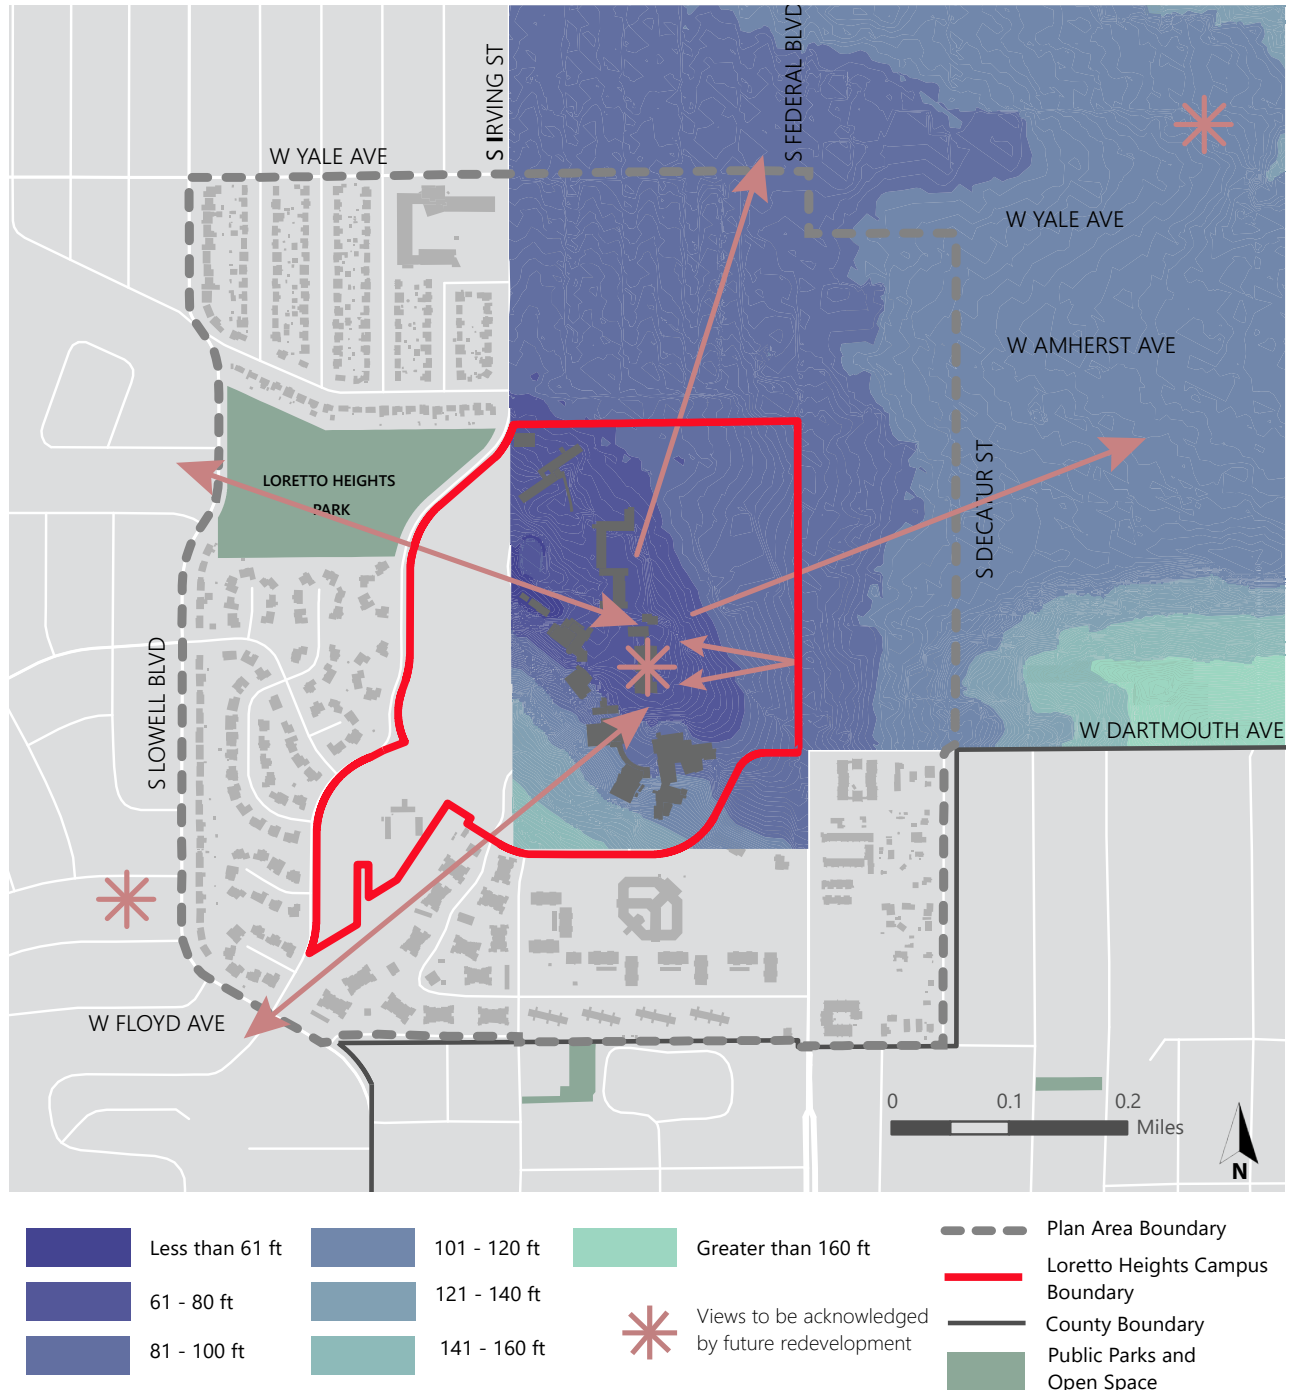 S IRVING ST
S FEDERAL BLVD
W YALE AVE
W YALE AVE
W AMHERST AVE
LORETTO HEIGHTS
PARK
S DECATUR ST
S LOWELL BLVD
W DARTMOUTH AVE
W FLOYD AVE
0 0.1 0.2
Miles
N
Less than 61 ft
61 - 80 ft
81 - 100 ft
101 - 120 ft
121 - 140 ft
141 - 160 ft
Greater than 160 ft
Views to be acknowledged
by future redevelopment
Plan Area Boundary
Loretto Heights Campus
Boundary
County Boundary
Public Parks and
Open Space